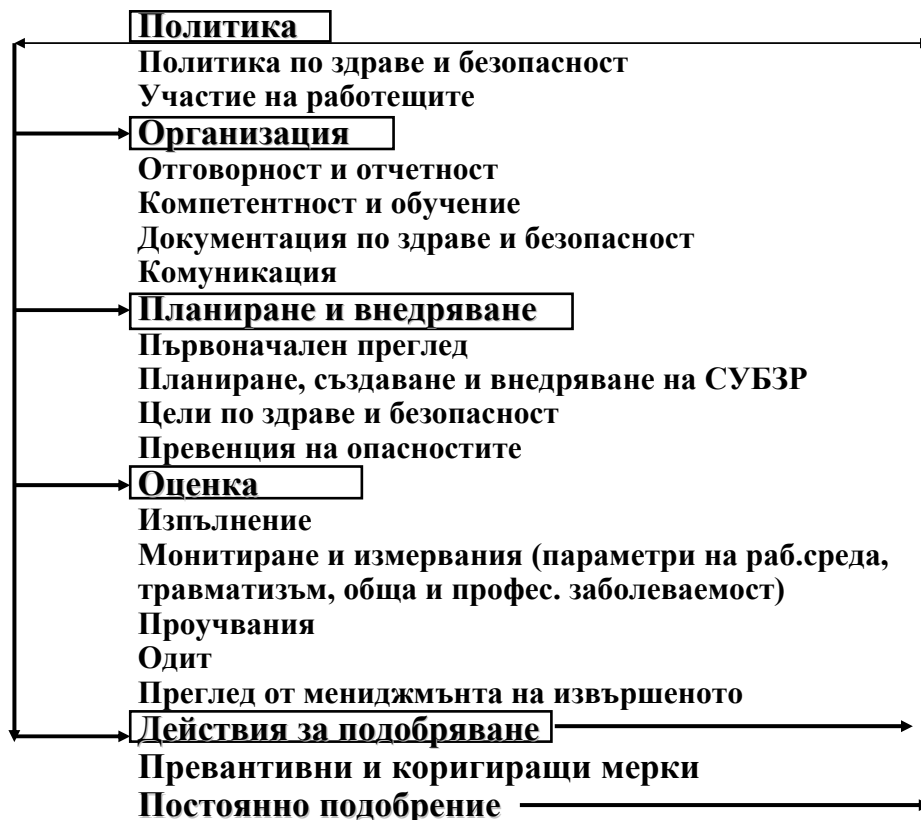 Политика
Политика по здраве и безопасност
Участие на работещите
Организация
Отговорност и отчетност
Компетентност и обучение
Документация по здраве и безопасност
Комуникация
Планиране и внедряване
Първоначален преглед
Планиране, създаване и внедряване на СУБЗР
Цели по здраве и безопасност
Превенция на опасностите
Оценка
Изпълнение
Монитиране и измервания (параметри на раб.среда,
травматизъм, обща и профес. заболеваемост)
Проучвания
Одит
Преглед от мениджмънта на извършеното
Действия за подобряване
Превантивни и коригиращи мерки
Постоянно подобрение